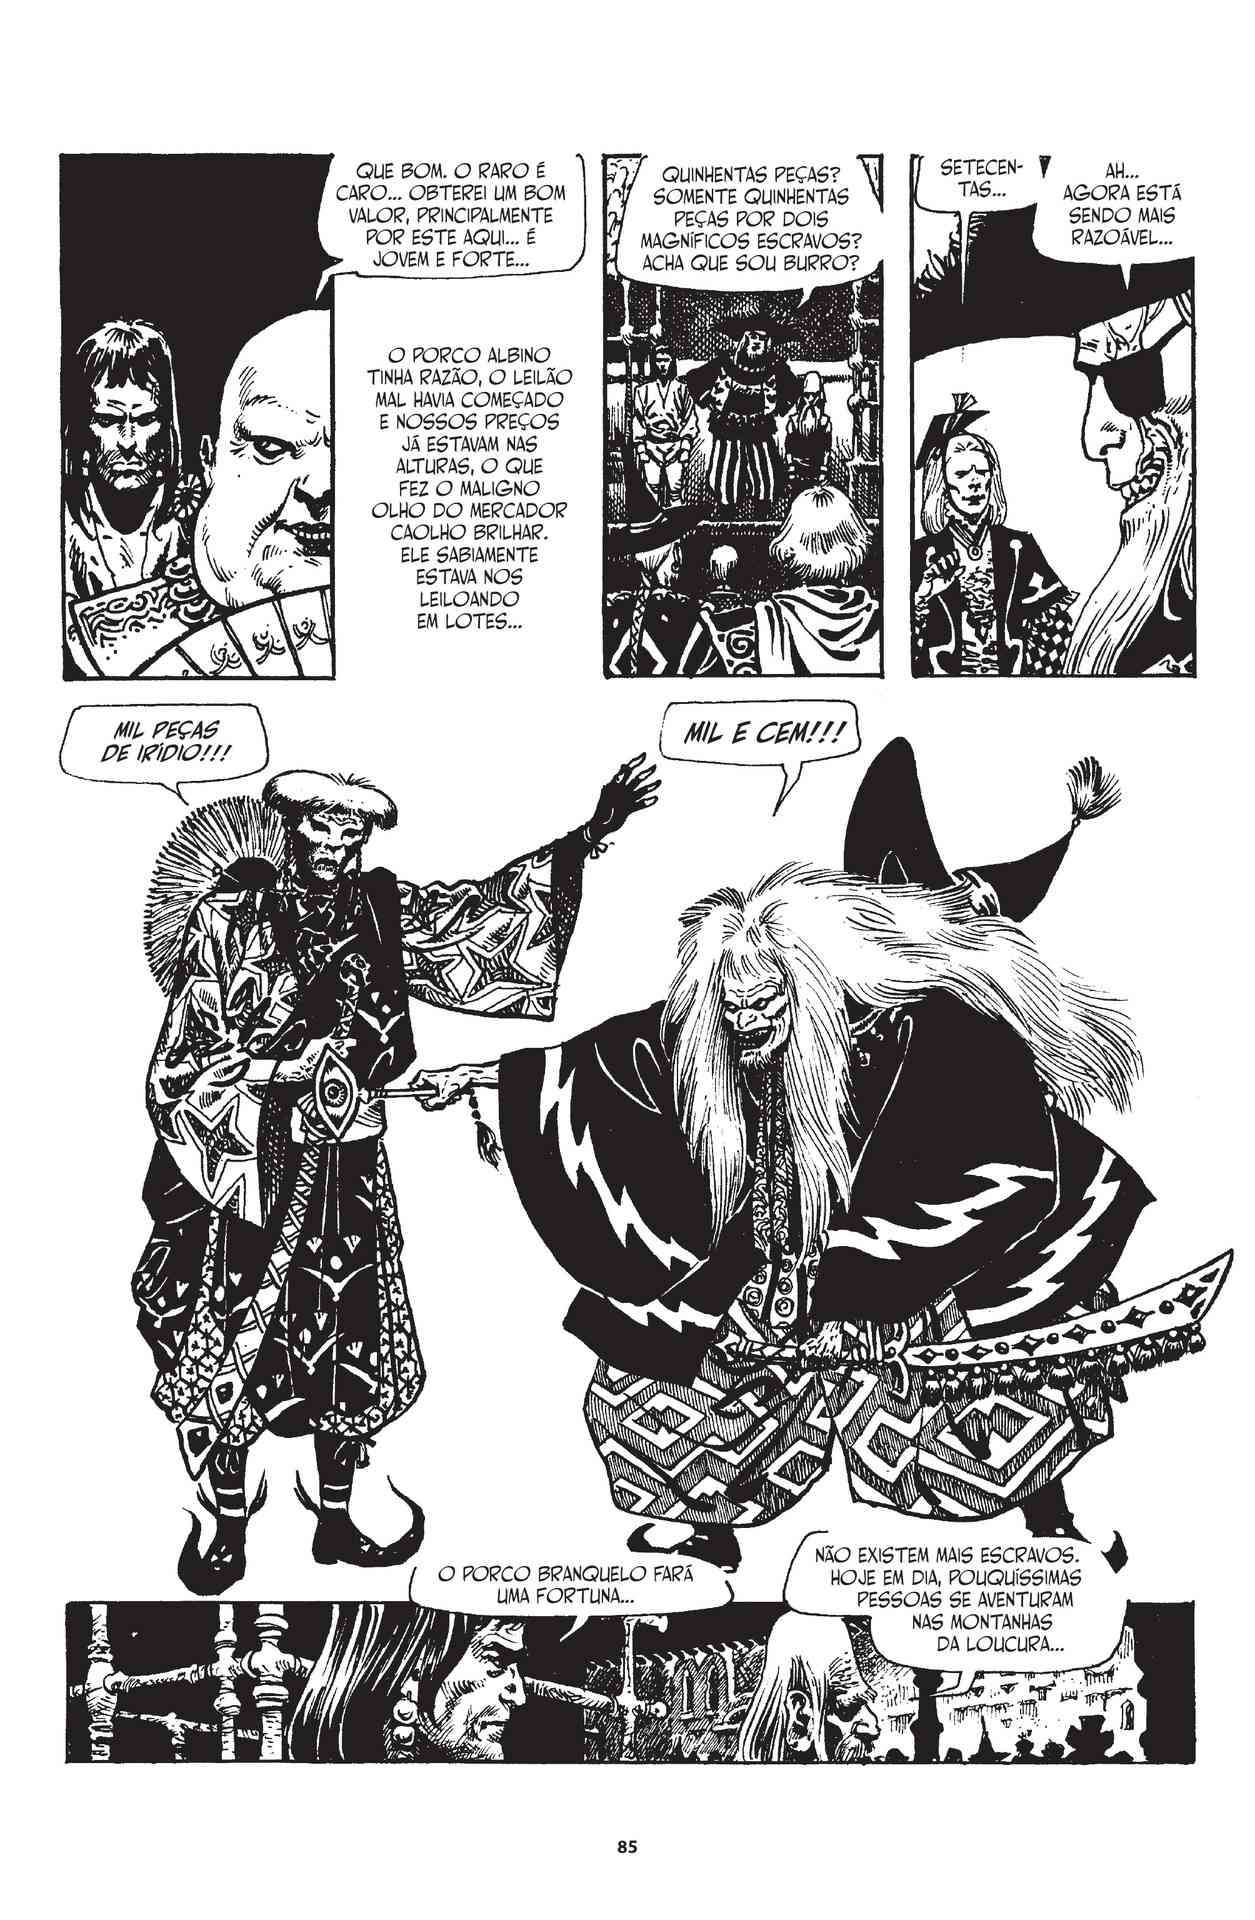 QUE BOM. O RARO É
CARO... OBTEREI UM BOM
VALOR, PRINCIPALMENTE
POR ESTE AQUI... É
JOVEM E FORTE...
O PORCO ALBINO
TINHA RAZÃO, O LEILÃO
MAL HAVIA COMEÇADO
E NOSSOS PREÇOS
JÁ ESTAVAM NAS
ALTURAS, O QUE
FEZ O MALIGNO
OLHO DO MERCADOR
CAOLHO BRILHAR.
ELE SABIAMENTE
ESTAVA NOS
LEILOANDO
EM LOTES...
QUINHENTAS PEÇAS?
SOMENTE QUINHENTAS
PEÇAS POR DOIS
MAGNÍFICOS ESCRAVOS?
ACHA QUE SOU BURRO?
SETECEN-
TAS...
AH...
AGORA ESTÁ
SENDO MAIS
RAZOÁVEL...
MIL PEÇAS
DE IRÍDIO!!!
MIL E CEM!!!
O PORCO BRANQUELO FARÁ
UMA FORTUNA...
NÃO EXISTEM MAIS ESCRAVOS.
HOJE EM DIA, POUQUÍSSIMAS
PESSOAS SE AVENTURAM
NAS MONTANHAS
DA LOUCURA...
85